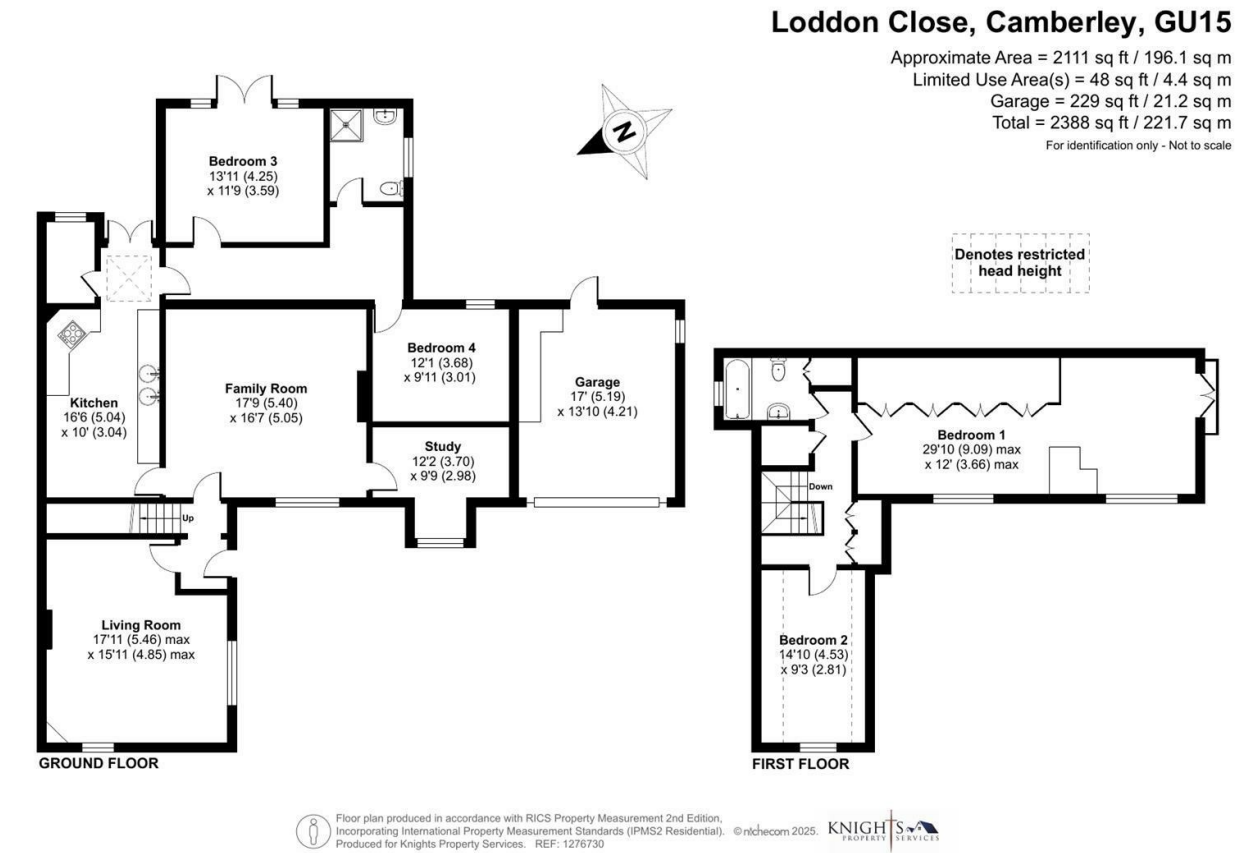 Loddon Close, Camberley, GU15
Approximate Area = 2111 sq ft / 196.1 sq m
Limited Use Area(s) = 48 sq ft / 4.4 sq m
Garage = 229 sq ft / 21.2 sq m
Total = 2388 sq ft / 221.7 sq m
For identification only - Not to scale
N
Bedroom 3
13'11 (4.25)
x 11'9 (3.59)
Denotes restricted
head height
Bedroom 4
12'1 (3.68)
x 9'11 (3.01)
Garage
17' (5.19)
x 13'10 (4.21)
Family Room
17'9 (5.40)
x 16'7 (5.05)
Kitchen
16'6 (5.04)
x 10' (3.04)
Study
12'2 (3.70)
x 9'9 (2.98)
Up
Living Room
17'11 (5.46) max
x 15'11 (4.85) max
GROUND FLOOR
Bedroom 1
29'10 (9.09) max
x 12' (3.66) max
Down
Bedroom 2
14'10 (4.53)
x 9'3 (2.81)
FIRST FLOOR
Floor plan produced in accordance with RICS Property Measurement 2nd Edition,
Incorporating International Property Measurement Standards (IPMS2 Residential). © ntchecom 2025.
Produced for Knights Property Services. REF: 1276730
KNIGHTS
PROPERTY SERVICES